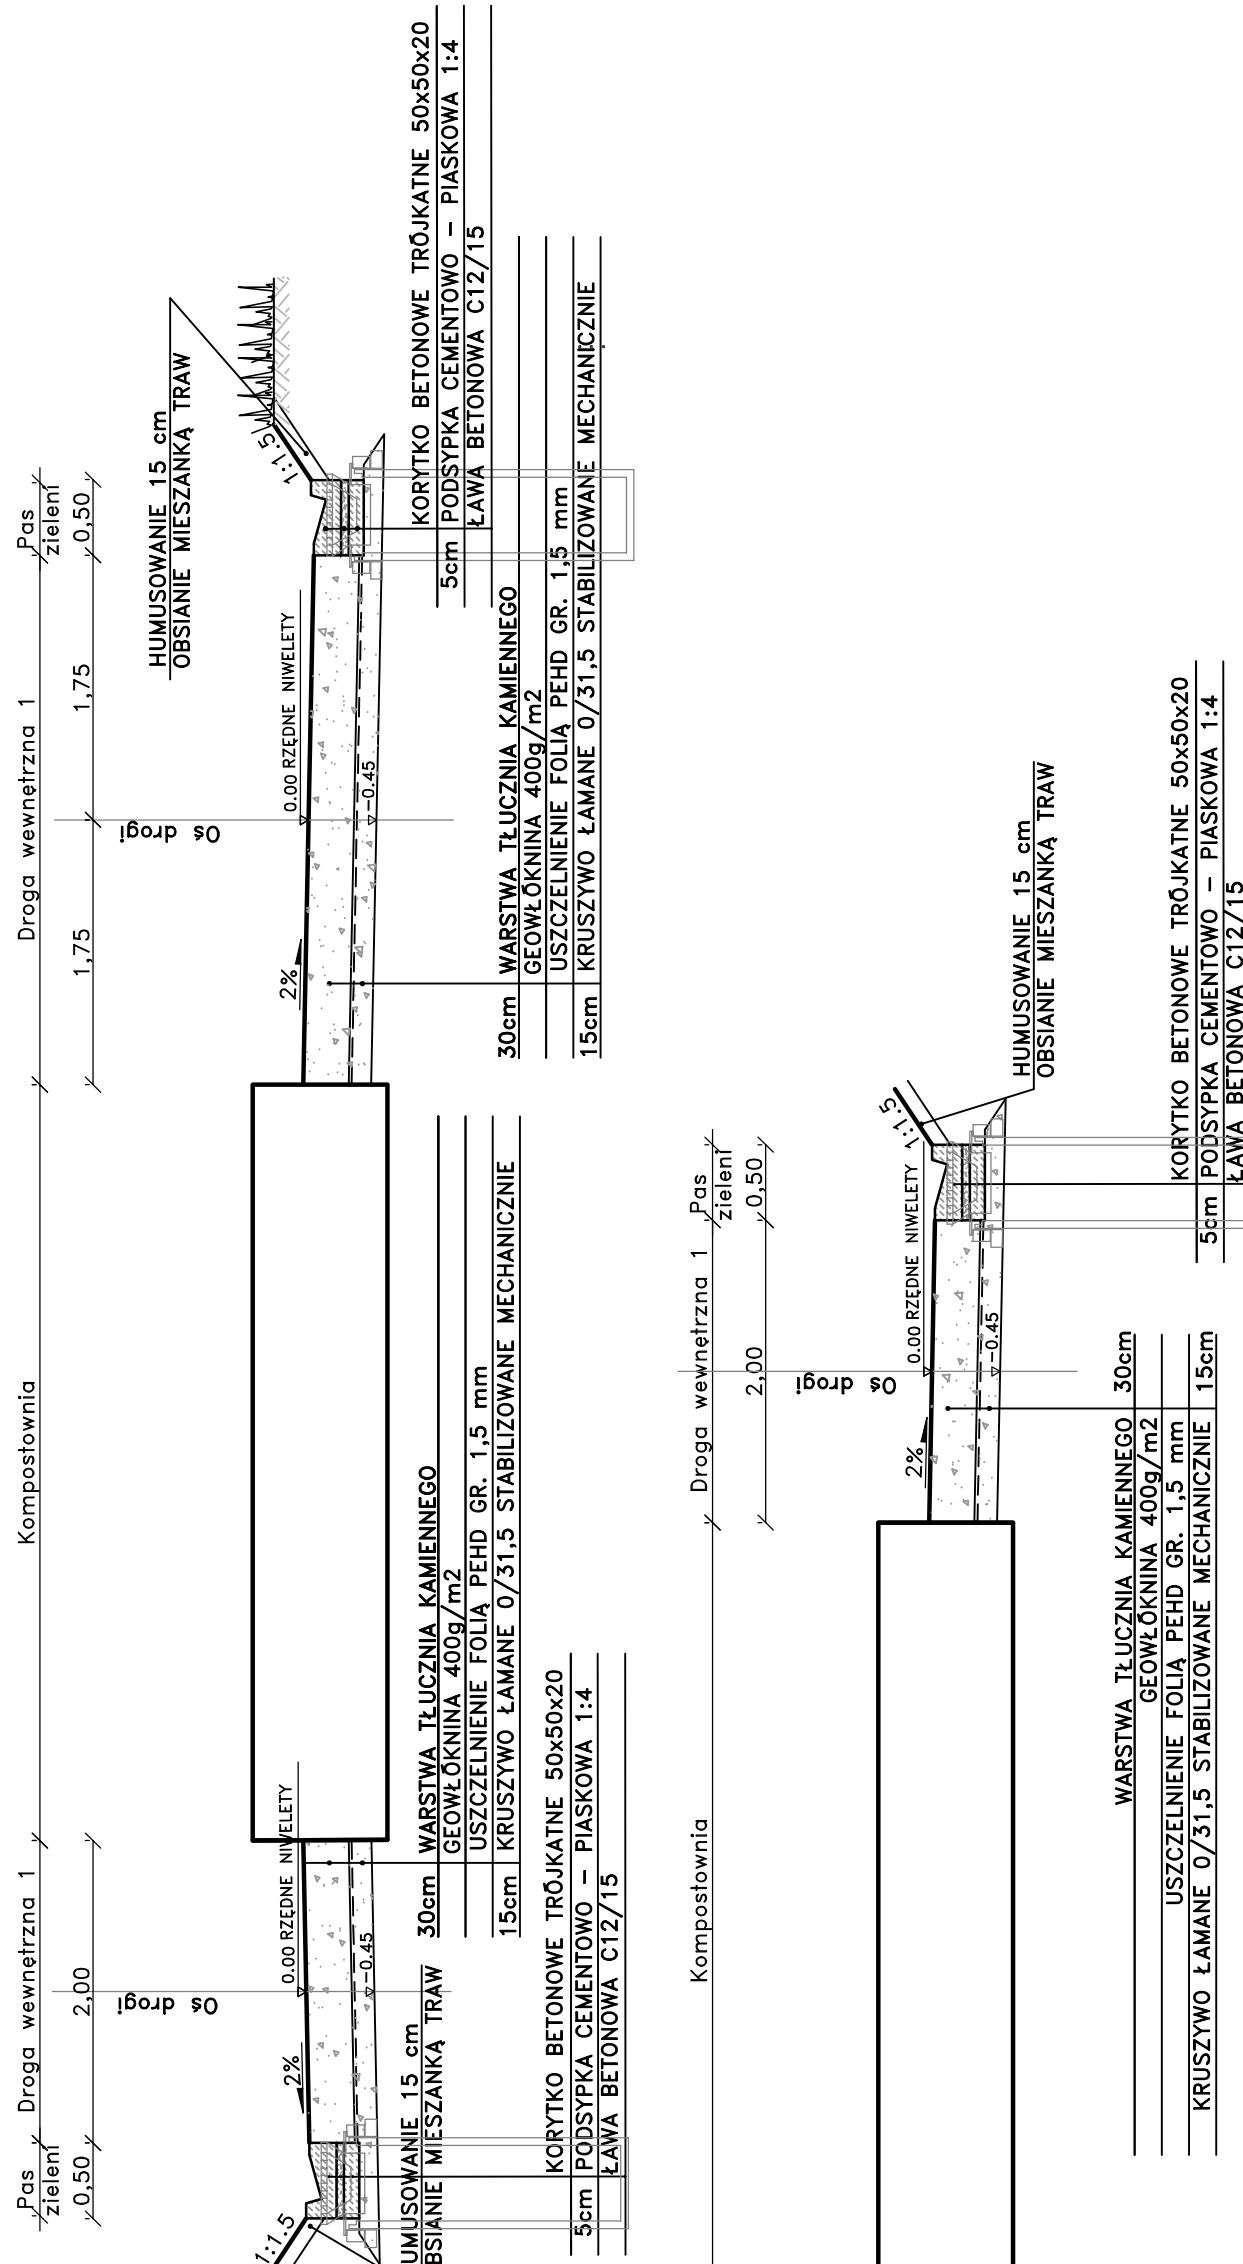 Pas
zieleni
Droga wewnętrzna 1
Kompostownia
Droga wewnętrzna 1
Pas
zieleni
0,50
2,00
1,75
1,75
0,50
HUMUSOWANIE 15 cm
OBSIANIE MIESZANKĄ TRAW
Oś drogi
Oś drogi
1:1.5
2%
0.00 RZĘDNE NIWELETY
2%
0.00 RZĘDNE NIWELETY
1:1.5
-0.45
-0.45
UMUSOWANIE 15 cm
BSIANIE MIESZANKĄ TRAW
30cm WARSTWA TŁUCZNIA KAMIENNEGO
GEOWŁÓKNINA 400g/m2
USZCZELNIENIE FOLIĄ PEHD GR. 1,5 mm
15cm KRUSZYWO ŁAMANE 0/31,5 STABILIZOWANE MECHANICZNIE
KORYTKO BETONOWE TRÓJKATNE 50x50x20
5cm PODSYPKA CEMENTOWO – PIASKOWA 1:4
ŁAWA BETONOWA C12/15
KORYTKO BETONOWE TRÓJKATNE 50x50x20
5cm PODSYPKA CEMENTOWO – PIASKOWA 1:4
ŁAWA BETONOWA C12/15
30cm WARSTWA TŁUCZNIA KAMIENNEGO
GEOWŁÓKNINA 400g/m2
USZCZELNIENIE FOLIĄ PEHD GR. 1,5 mm
15cm KRUSZYWO ŁAMANE 0/31,5 STABILIZOWANE MECHANICZNIE
Kompostownia
Droga wewnętrzna 1
Pas
zieleni
2,00
0,50
Oś drogi
2%
0.00 RZĘDNE NIWELETY
1:1.5
-0.45
HUMUSOWANIE 15 cm
OBSIANIE MIESZANKĄ TRAW
WARSTWA TŁUCZNIA KAMIENNEGO 30cm
GEOWŁÓKNINA 400g/m2
USZCZELNIENIE FOLIĄ PEHD GR. 1,5 mm
KRUSZYWO ŁAMANE 0/31,5 STABILIZOWANE MECHANICZNIE 15cm
KORYTKO BETONOWE TRÓJKATNE 50x50x20
5cm PODSYPKA CEMENTOWO – PIASKOWA 1:4
ŁAWA BETONOWA C12/15